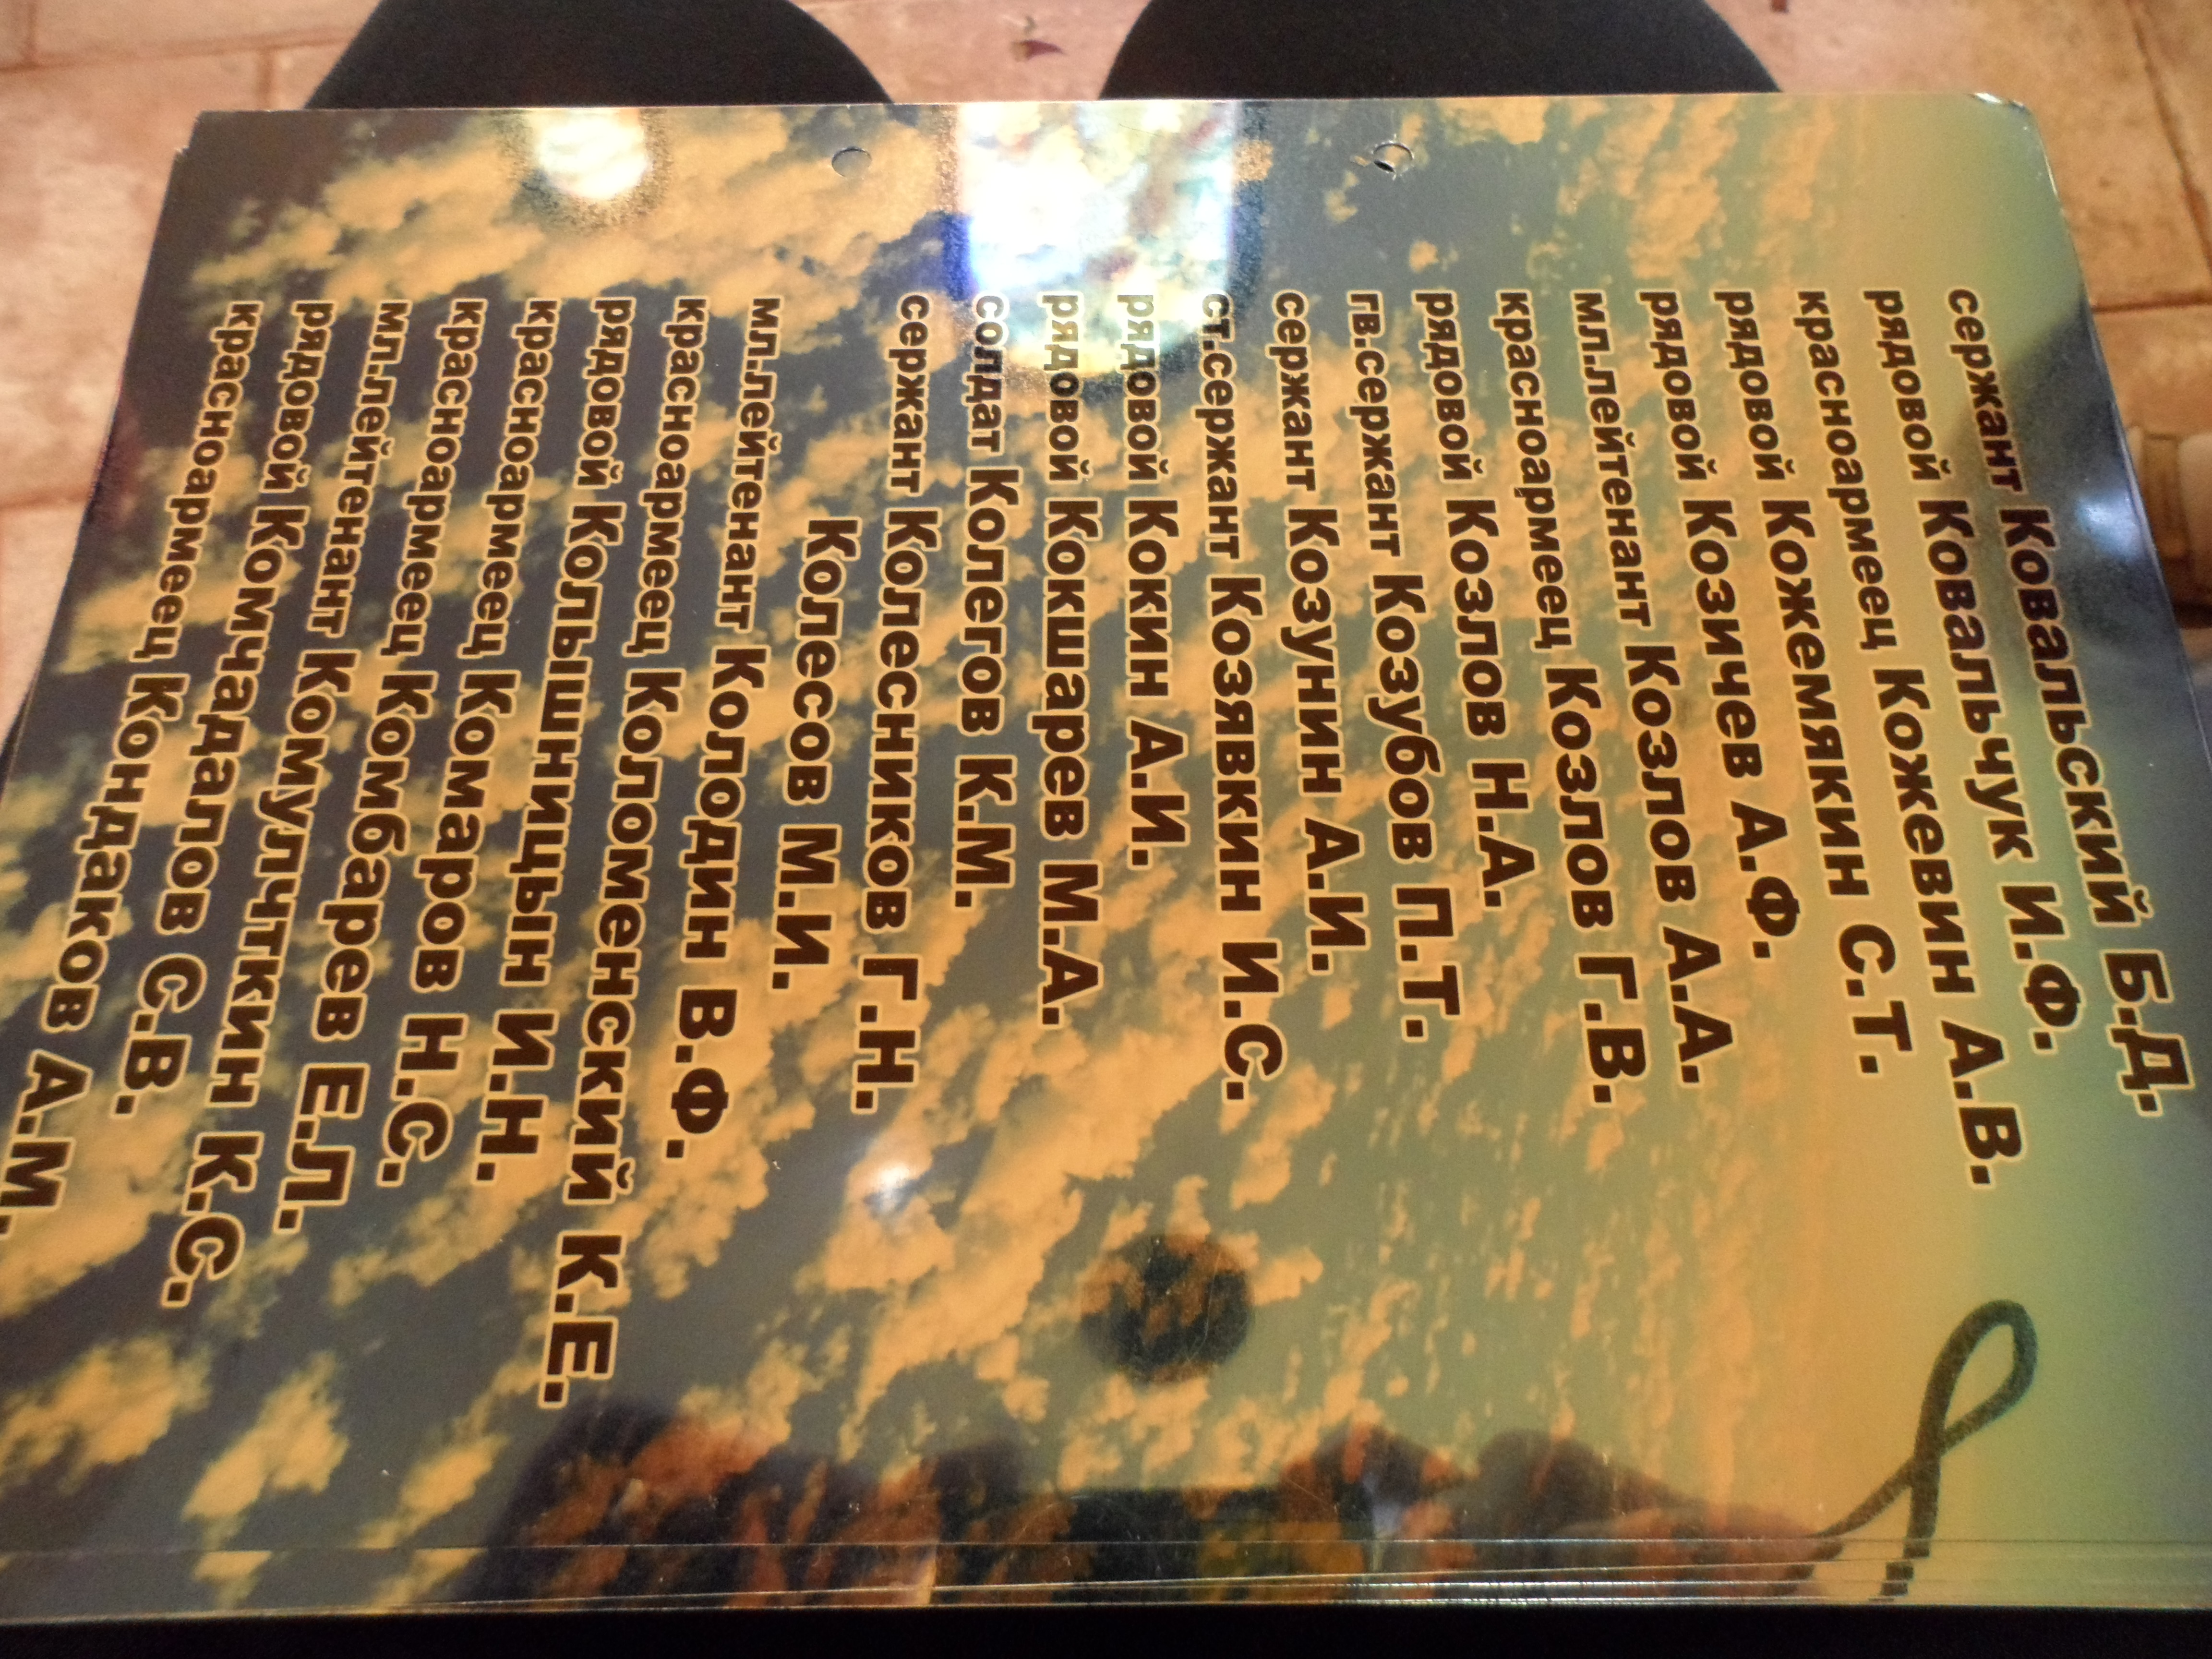 сержант Ковальский Б.Д.
рядовой Ковальчук И.Ф.
красноармеец Кожевин А.В.
рядовой Кожемякин С.Т.
рядовой Козичев А.Ф.
мл.лейтенант Козлов А.А.
красноармеец Козлов Г.В.
рядовой Козлов Н.А.
гв.сержант Козубов П.Т.
сержант Козунин А.И.
ст.сержант Козявкин И.С.
рядовой Кокин А.И.
рядовой Кокшарев М.А.
солдат Колегов К.М.
сержант Колесников Г.Н.
Колесов М.И.
мл.лейтенант Колодин В.Ф.
красноармеец Коломенский К.Е.
рядовой Колышницын И.Н.
красноармеец Комаров Н.С.
красноармеец Комбарев Е.Л.
мл.лейтенант Комулчткин К.С.
рядовой Комчадалов С.В.
красноармеец Кондаков А.М.